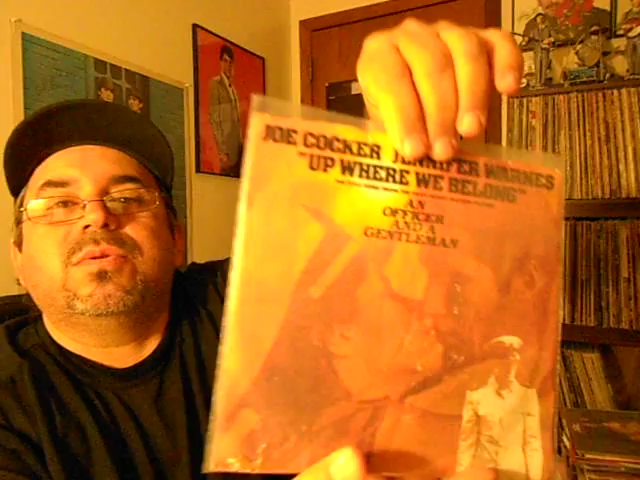 JOE COCKER JENNIFER WARNES
"UP WHERE WE BELONG"
AN
OFFICER
AND A
GENTLEMAN